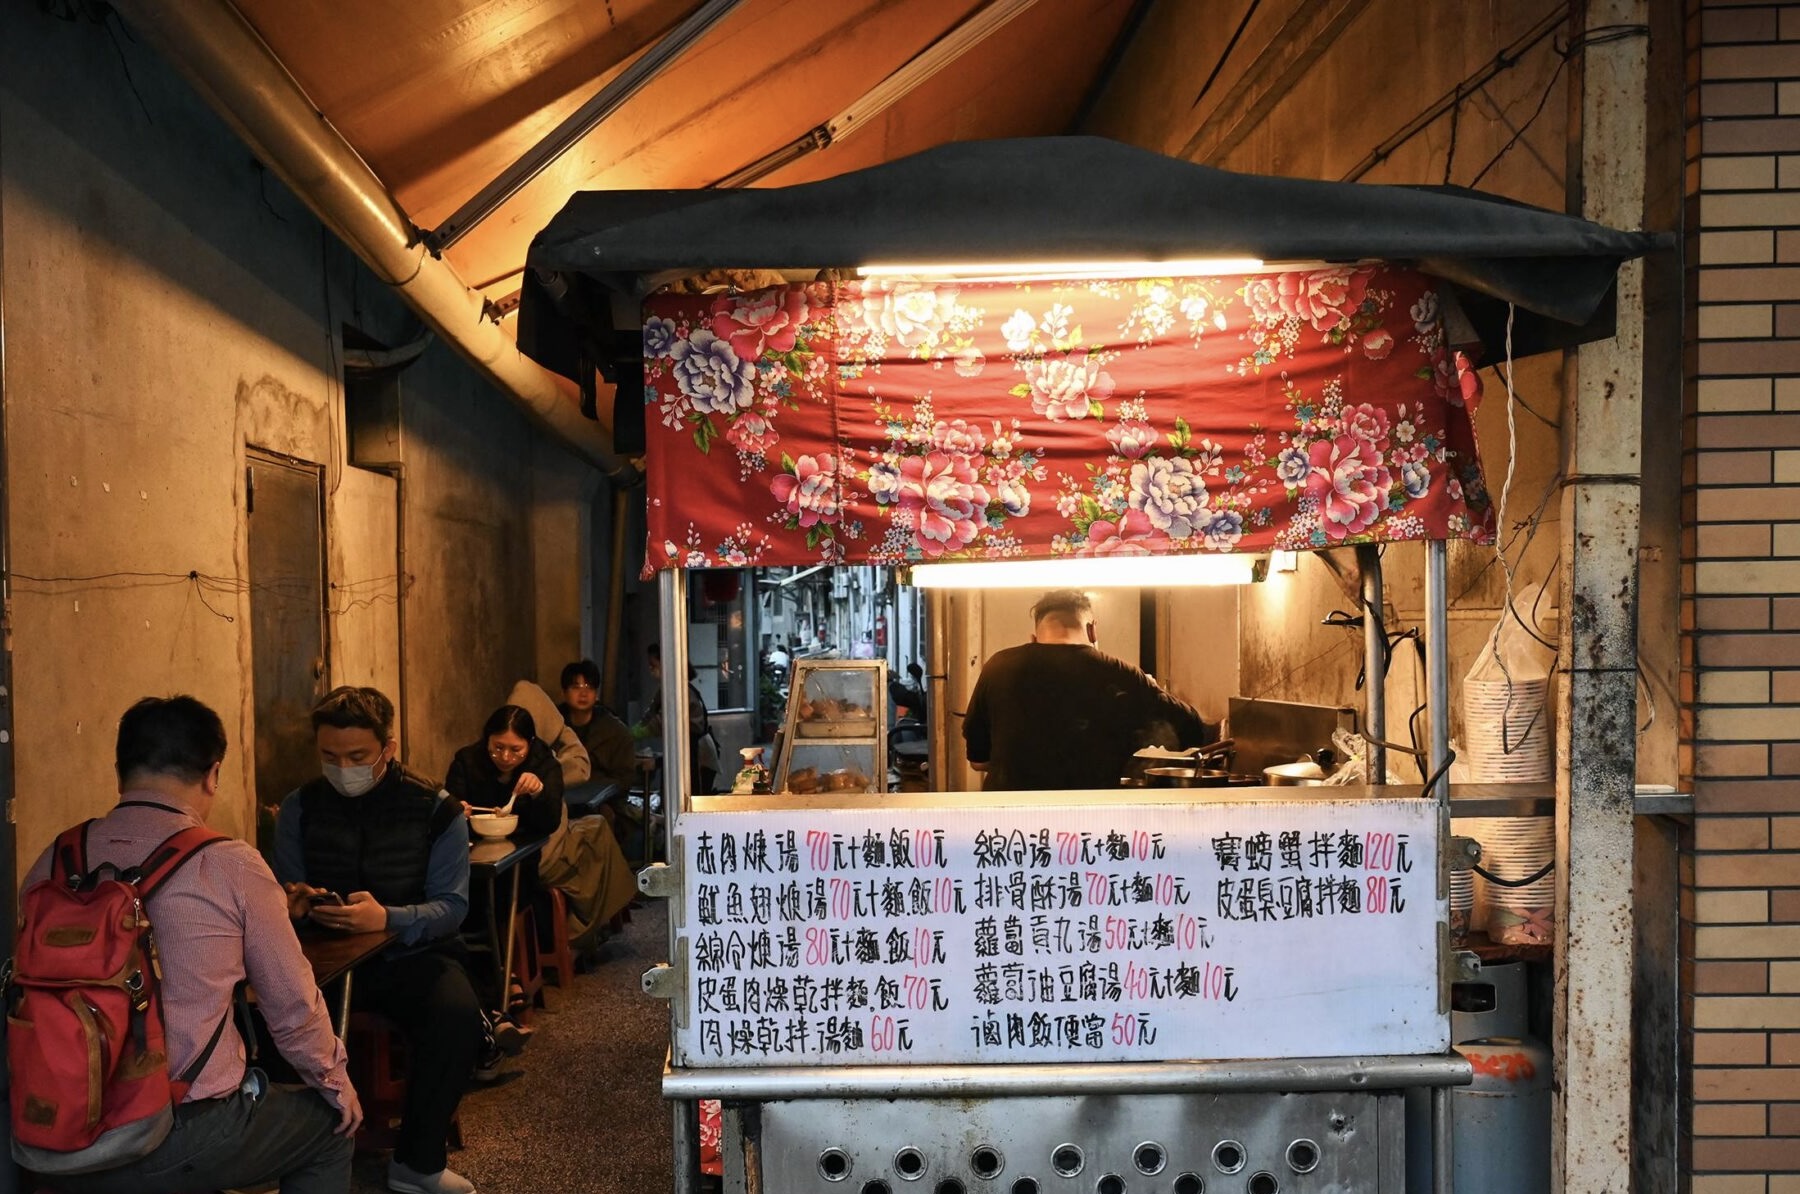 赤肉焿湯70元+麵.飯10元
魷魚翅焿湯70元+麵.飯10元
綜合焿湯80元+麵.飯10元
皮蛋肉燥乾拌麵.飯70元
肉燥乾拌.湯麵60元
綜合湯70元+麵10元
排骨酥湯70元+麵10元
蘿蔔貢丸湯50元+麵10元
蘿蔔油豆腐湯40元+麵10元
滷肉飯便當50元
寶螃蟹拌麵120元
皮蛋臭豆腐拌麵80元